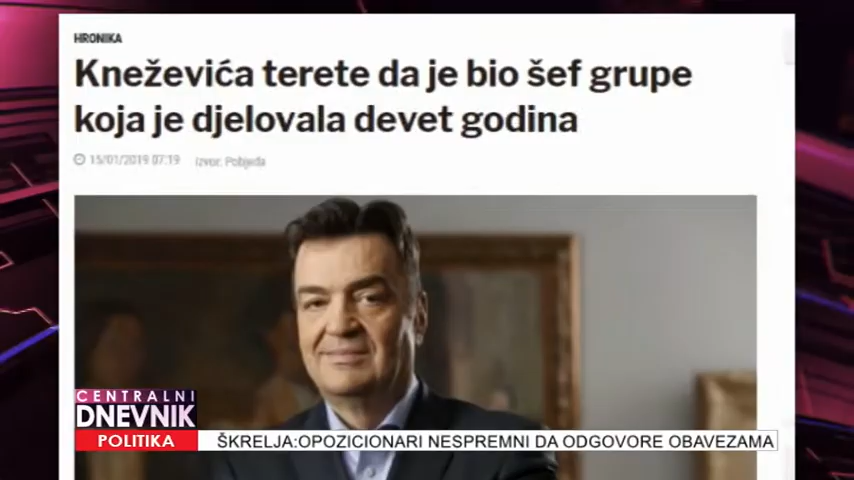 HRONIKA
Kneževića terete da je bio šef grupe
koja je djelovala devet godina
15/01/2019 07:19 Izvor: Pobjeda
CENTRALNI
DNEVNIK
POLITIKA
ŠKRELJA:OPOZICIONARI NESPREMNI DA ODGOVORE OBAVEZAMA